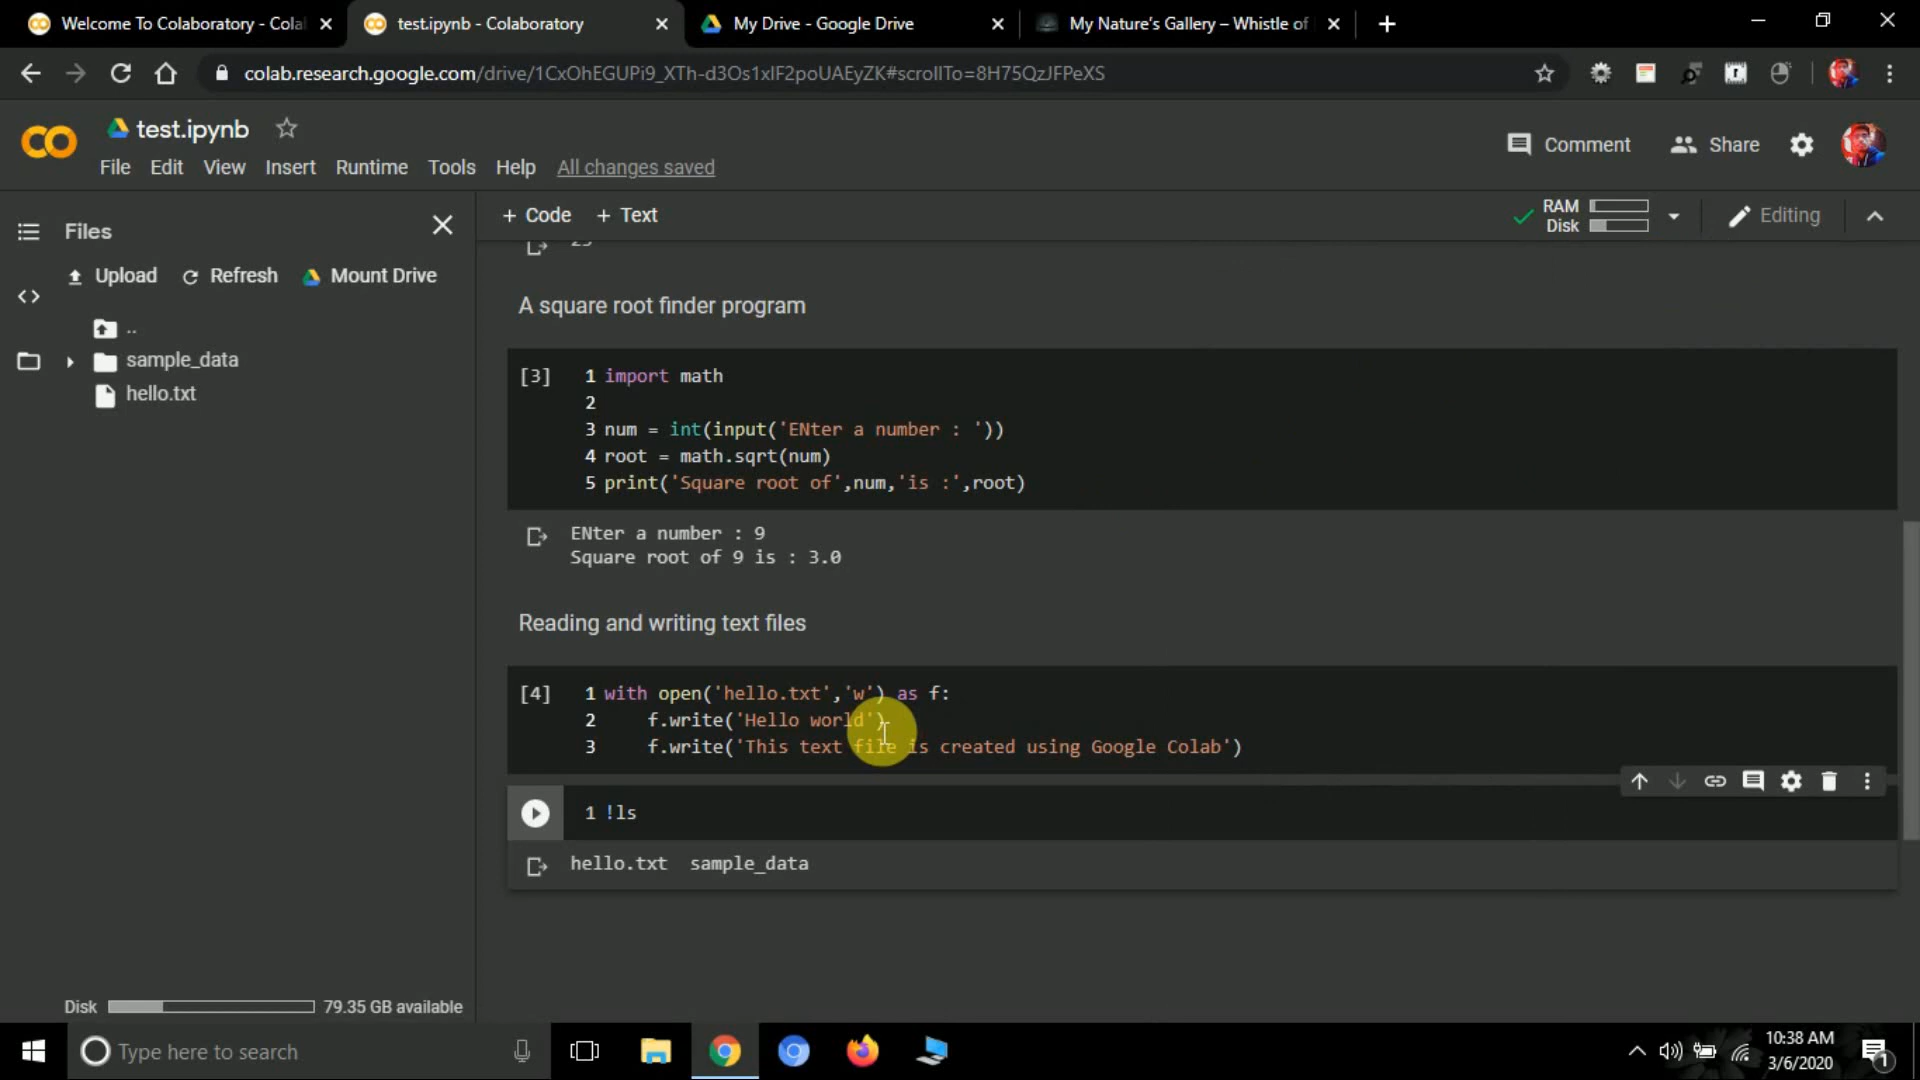 Welcome To Colaboratory - Cola
test.ipynb - Colaboratory
My Drive - Google Drive
My Nature's Gallery – Whistle of
colab.research.google.com/drive/1CxOhEGUPi9_XTh-d3Os1xIF2poUAEyZK#scrollTo=8H75QzJFPeXS
test.ipynb
Comment
Share
File Edit View Insert Runtime Tools Help All changes saved
Files
+ Code + Text
RAM
Disk
Editing
Upload Refresh Mount Drive
..
sample_data
hello.txt
A square root finder program
[3] 1 import math
2
3 num = int(input('ENter a number : '))
4 root = math.sqrt(num)
5 print('Square root of',num,'is :',root)
ENter a number : 9
Square root of 9 is : 3.0
Reading and writing text files
[4] 1 with open('hello.txt','w') as f:
2 f.write('Hello world')
3 f.write('This text file is created using Google Colab')
1 !ls
hello.txt sample_data
Disk 79.35 GB available
Type here to search
10:38 AM
3/6/2020
1